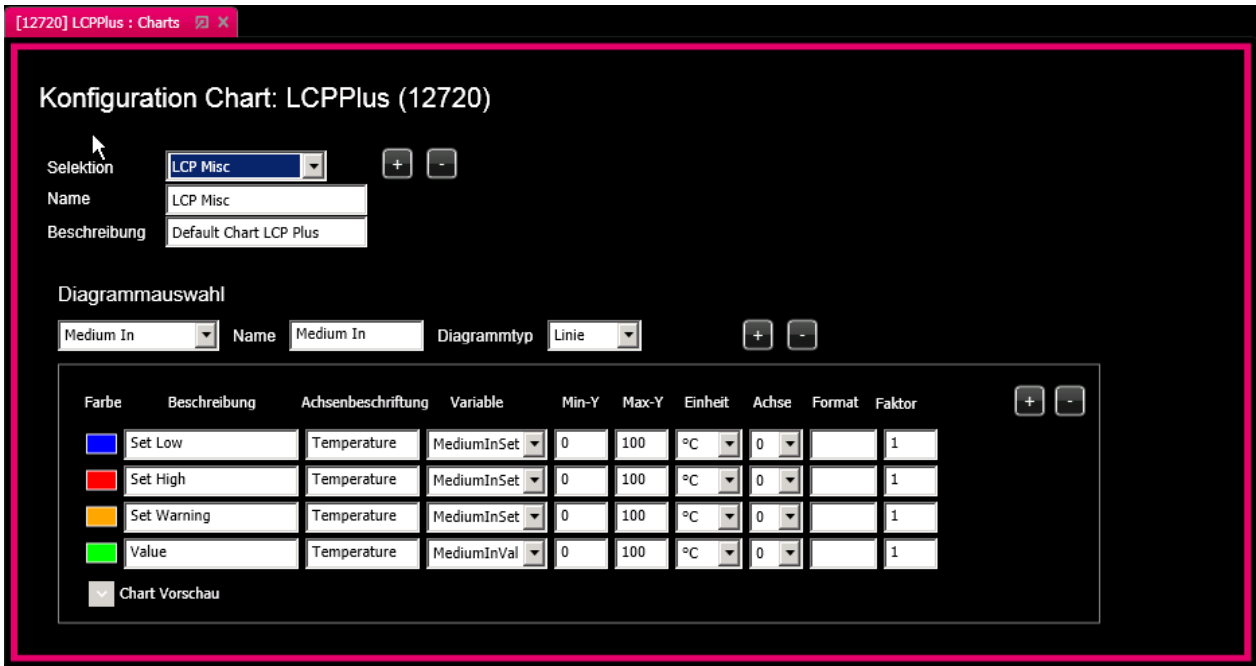 [12720] LCPPlus : Charts
Konfiguration Chart: LCPPlus (12720)
Selektion LCP Misc + -
Name LCP Misc
Beschreibung Default Chart LCP Plus
Diagrammauswahl
Medium In Name Medium In Diagrammtyp Linie + -
Farbe Beschreibung Achsenbeschriftung Variable Min-Y Max-Y Einheit Achse Format Faktor + -
Set Low Temperature MediumInSet 0 100 °C 0 1
Set High Temperature MediumInSet 0 100 °C 0 1
Set Warning Temperature MediumInSet 0 100 °C 0 1
Value Temperature MediumInVal 0 100 °C 0 1
Chart Vorschau